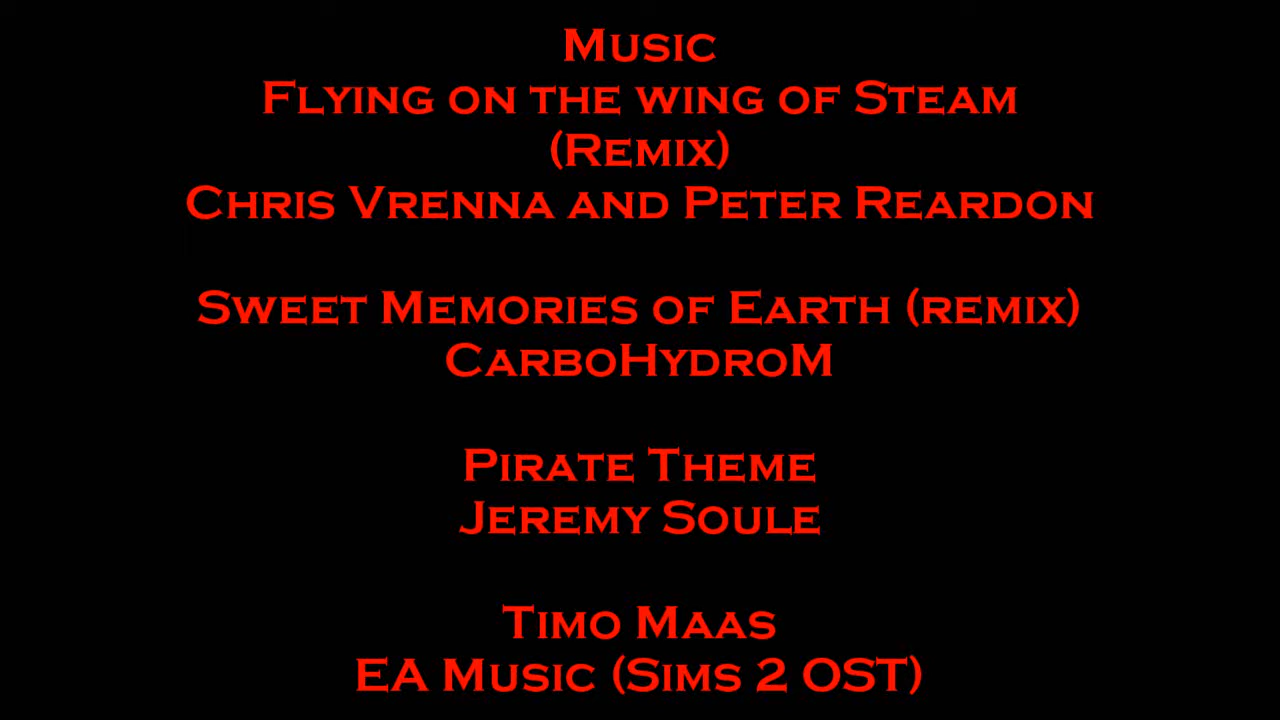 Music
Flying on the wing of Steam
(Remix)
Chris Vrenna and Peter Reardon
Sweet Memories of Earth (remix)
CarboHydroM
Pirate Theme
Jeremy Soule
Timo Maas
EA Music (Sims 2 OST)